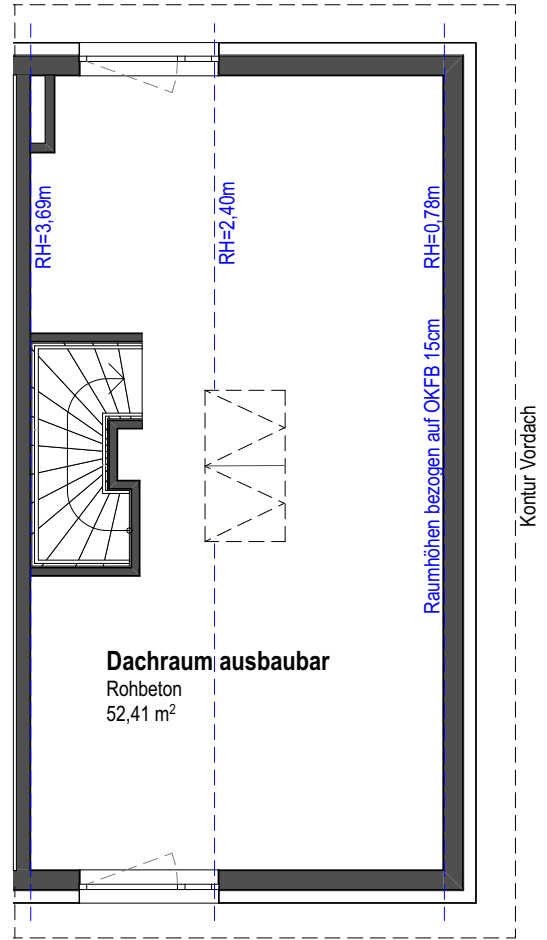 RH=3,69m
RH=2,40m
RH=0,78m
Raumhöhen bezogen auf OKFB 15cm
Kontur Vordach
Dachraum ausbaubar
Rohbeton
52,41 m²